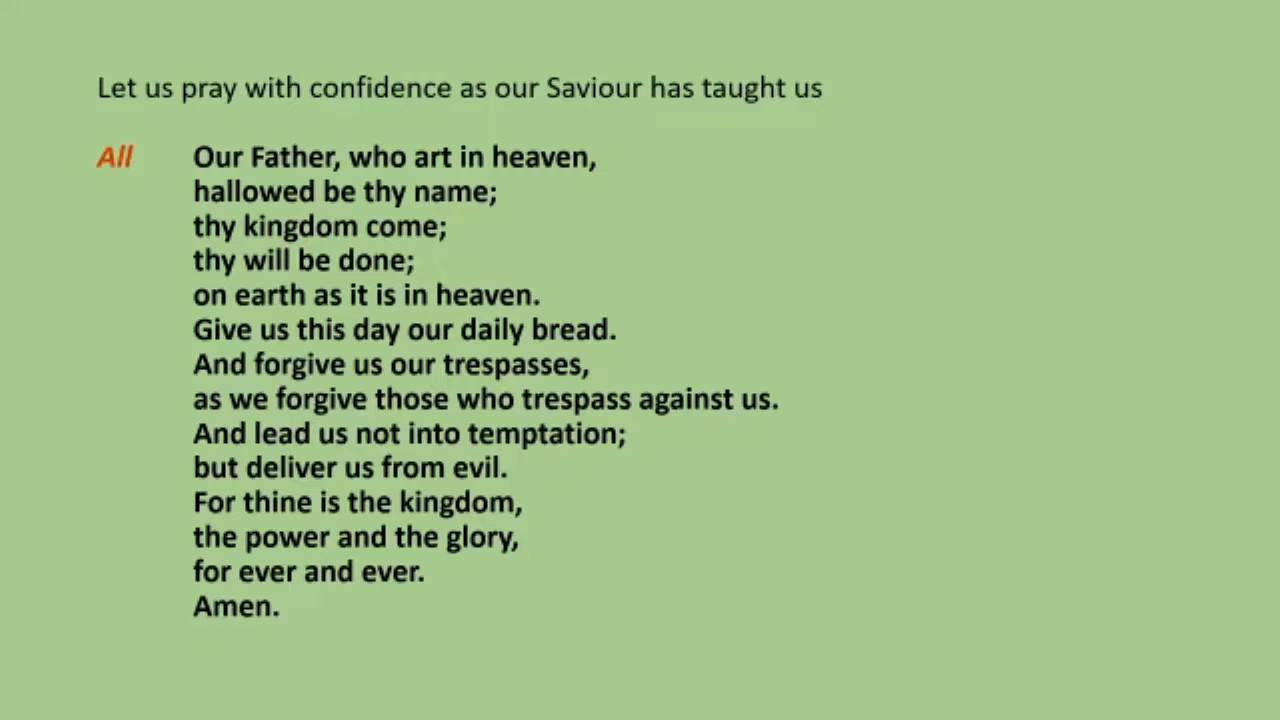 Let us pray with confidence as our Saviour has taught us
All Our Father, who art in heaven,
hallowed be thy name;
thy kingdom come;
thy will be done;
on earth as it is in heaven.
Give us this day our daily bread.
And forgive us our trespasses,
as we forgive those who trespass against us.
And lead us not into temptation;
but deliver us from evil.
For thine is the kingdom,
the power and the glory,
for ever and ever.
Amen.